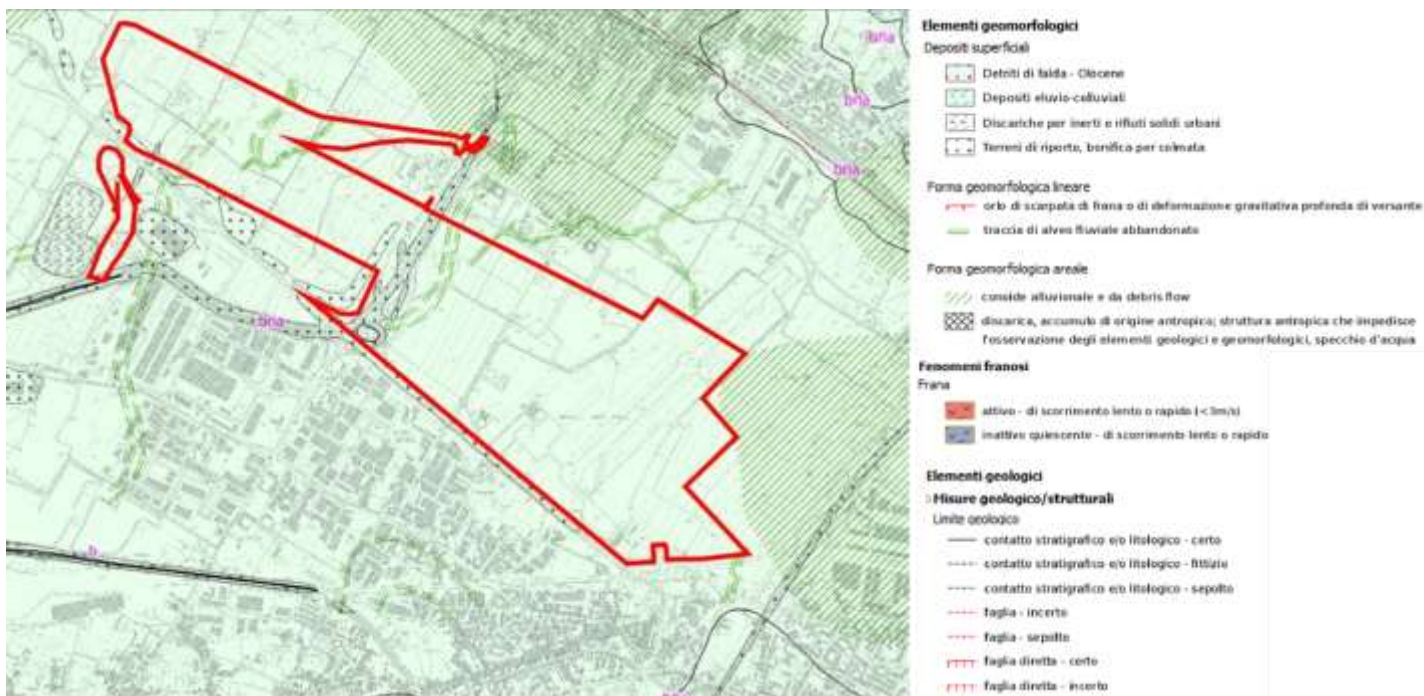 bna
bna
bna
bna
b
bna
Elementi geomorfologici
Depositi superficiali
Detriti di falda - Olocene
Depositi eluvio-colluviali
Discariche per inerti e rifiuti solidi urbani
Terreni di riporto, bonifica per colmata
Forma geomorfologica lineare
orlo di scarpata di frana o di deformazione gravitativa profonda di versante
traccia di alveo fluviale abbandonato
Forma geomorfologica areale
conoide alluvionale e da debris flow
discarica, accumulo di origine antropica; struttura antropica che impedisce
l'osservazione degli elementi geologici e geomorfologici, specchio d'acqua
Fenomeni franosi
Frana
attivo - di scorrimento lento o rapido (<3m/s)
inattivo quiescente - di scorrimento lento o rapido
Elementi geologici
Misure geologico/strutturali
Limite geologico
contatto stratigrafico e/o litologico - certo
contatto stratigrafico e/o litologico - fittizio
contatto stratigrafico e/o litologico - sepolto
faglia - incerto
faglia - sepolto
faglia diretta - certo
faglia diretta - incerto